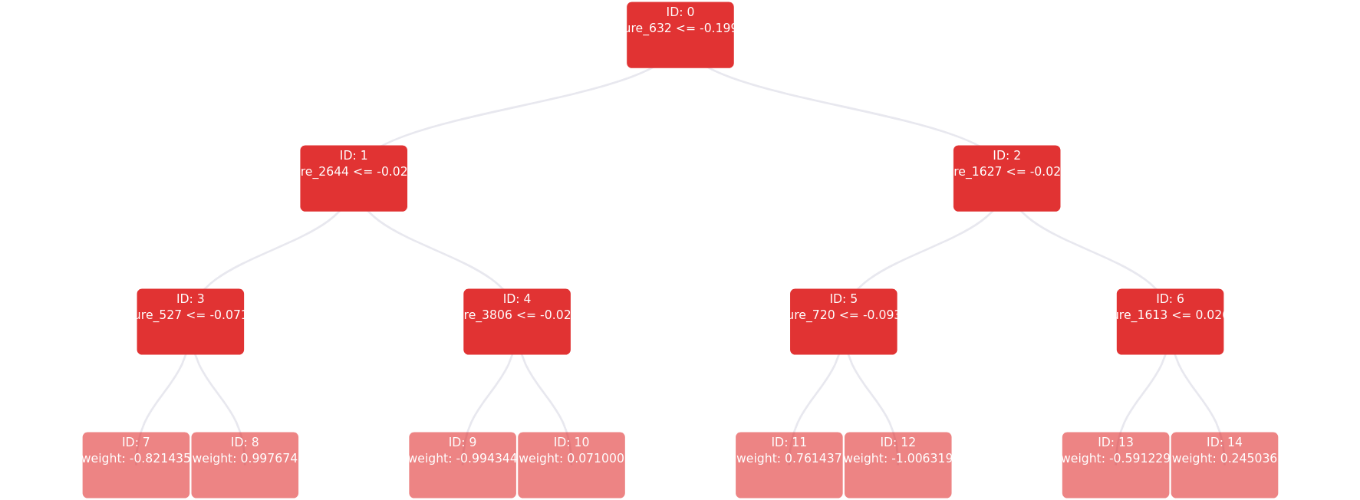 ID: 0
ure_632 <= -0.199
ID: 1
re_2644 <= -0.02
ID: 2
re_1627 <= -0.02
ID: 3
ure_527 <= -0.071
ID: 4
re_3806 <= -0.02
ID: 5
ure_720 <= -0.093
ID: 6
ure_1613 <= 0.020
ID: 7
weight: -0.821435
ID: 8
weight: 0.997674
ID: 9
weight: -0.994344
ID: 10
weight: 0.071000
ID: 11
weight: 0.761437
ID: 12
weight: -1.006319
ID: 13
weight: -0.591229
ID: 14
weight: 0.245036